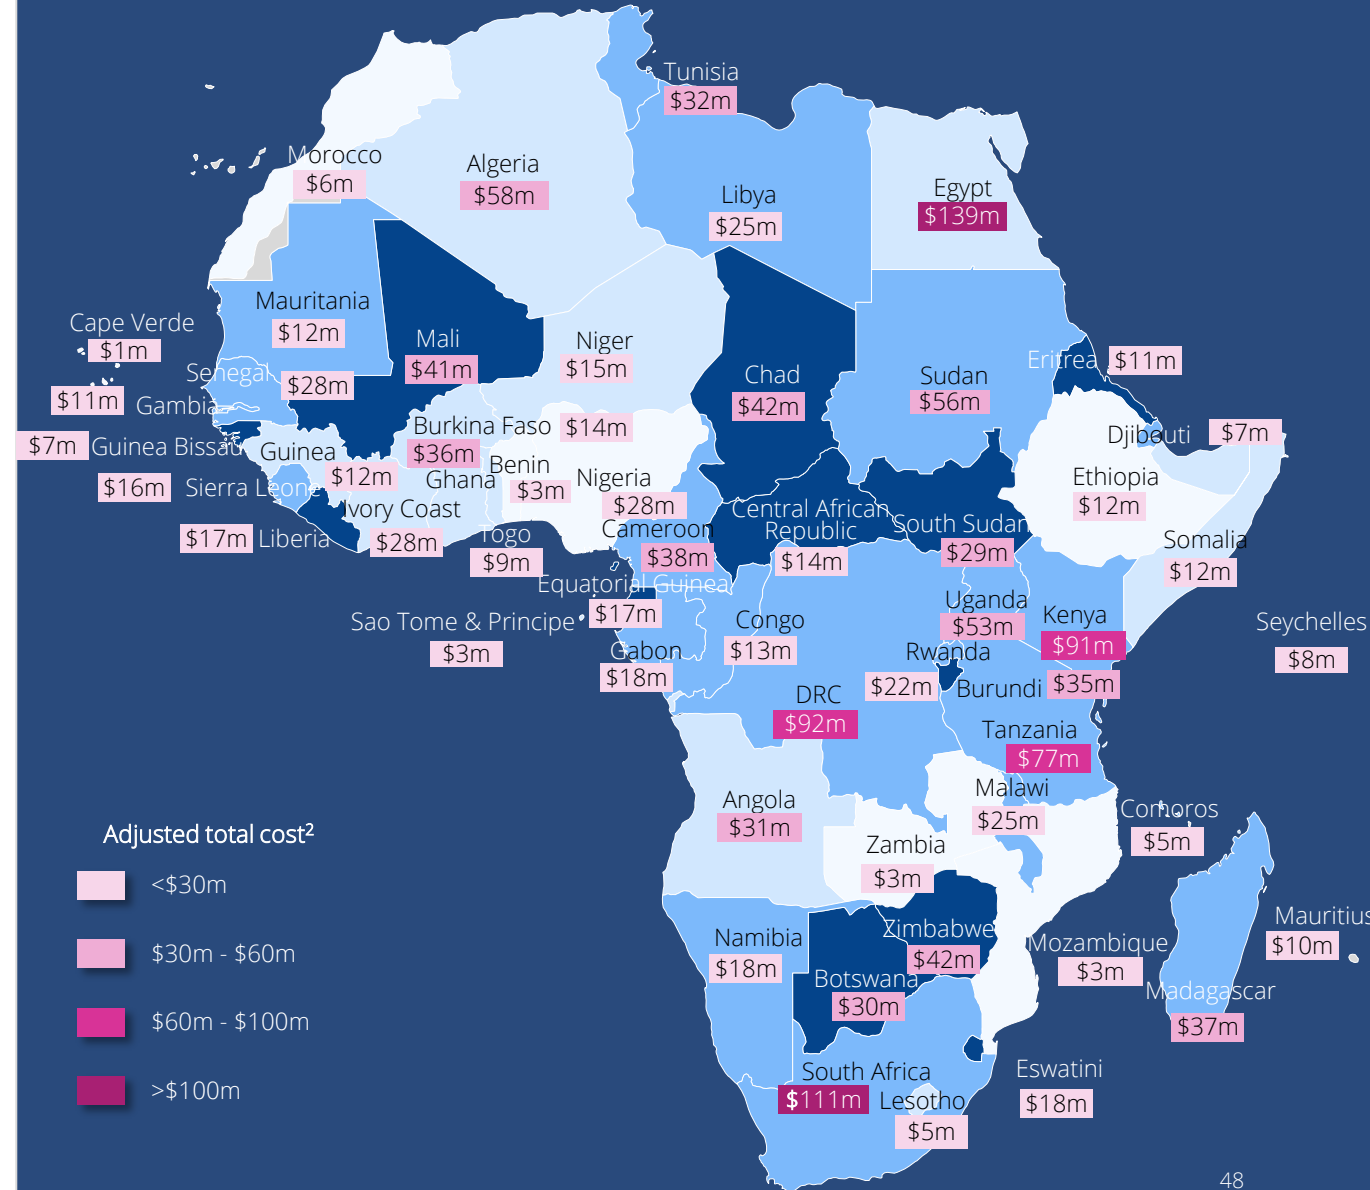 Tunisia
$32m
Morocco
$6m
Algeria
$58m
Libya
$25m
Egypt
$139m
Mauritania
$12m
Cape Verde
$1m
Mali
$41m
Niger
$15m
Chad
$42m
Sudan
$56m
Eritrea
$11m
Senegal
$28m
$11m
Gambia
$7m
Guinea Bissau
Guinea
$12m
Burkina Faso
$36m
$14m
Djibouti
$7m
$16m
Sierra Leone
Ghana
Benin
$3m
Nigeria
$28m
Ethiopia
$12m
Ivory Coast
$28m
$17m
Liberia
Togo
$9m
Cameroon
$38m
Central African
Republic
$14m
South Sudan
$29m
Somalia
$12m
Equatorial Guinea
$17m
Sao Tome & Principe
$3m
Gabon
$18m
Congo
$13m
Uganda
$53m
Kenya
$91m
Seychelles
$8m
Rwanda
$22m
Burundi
$35m
DRC
$92m
Tanzania
$77m
Angola
$31m
Malawi
$25m
Comoros
$5m
Zambia
$3m
Namibia
$18m
Zimbabwe
$42m
Botswana
$30m
Mozambique
$3m
Mauritius
$10m
Madagascar
$37m
South Africa
$111m
Lesotho
$5m
Eswatini
$18m
Adjusted total cost²
<$30m
$30m - $60m
$60m - $100m
>$100m
48